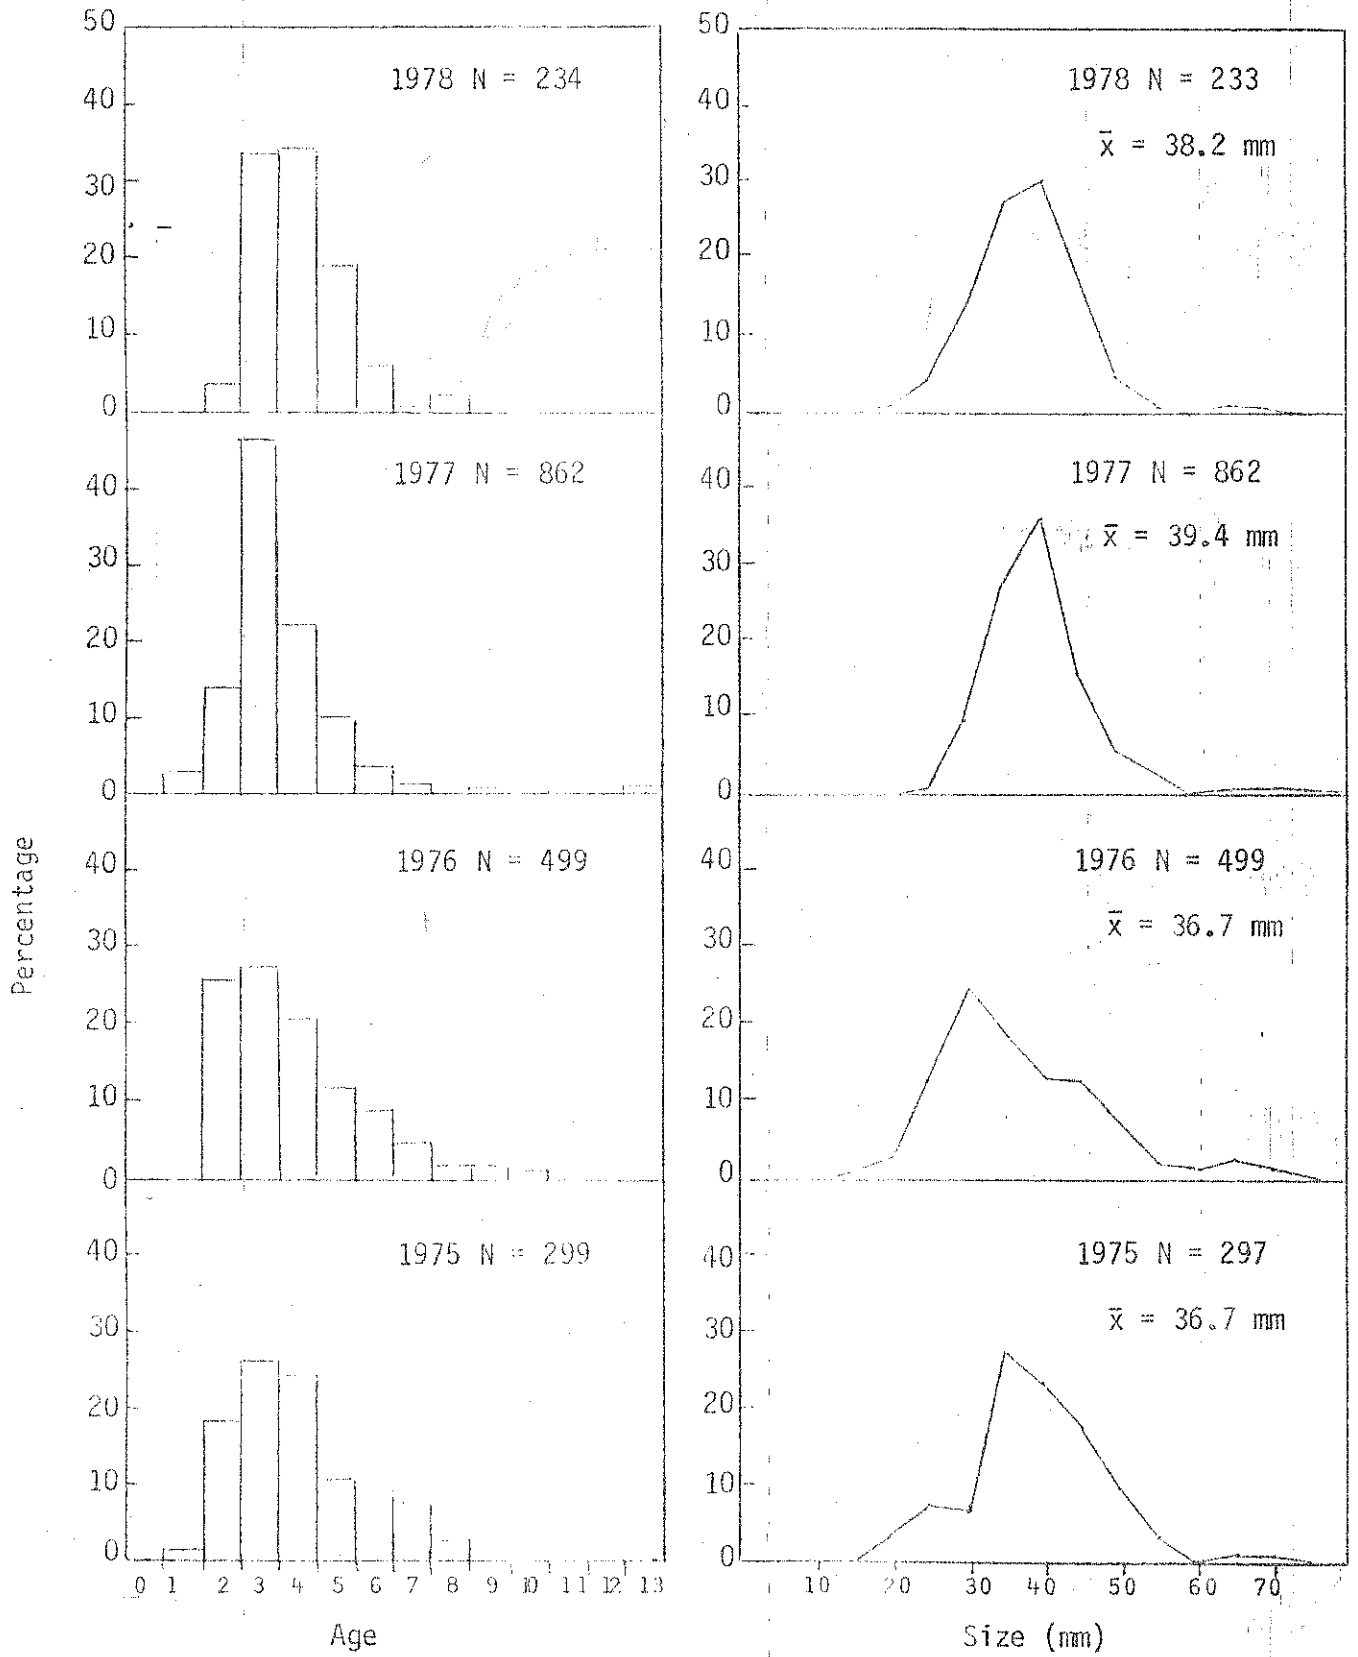 50
40
30
20
10
0
1978 N = 234
40
30
20
10
0
1977 N = 862
40
30
20
10
0
1976 N = 499
40
30
20
10
0
1975 N = 299
0 1 2 3 4 5 6 7 8 9 10 11 12 13
Age
Percentage
50
40
30
20
10
0
1978 N = 233
x̄ = 38.2 mm
40
30
20
10
0
1977 N = 862
x̄ = 39.4 mm
40
30
20
10
0
1976 N = 499
x̄ = 36.7 mm
40
30
20
10
0
1975 N = 297
x̄ = 36.7 mm
10 20 30 40 50 60 70
Size (mm)